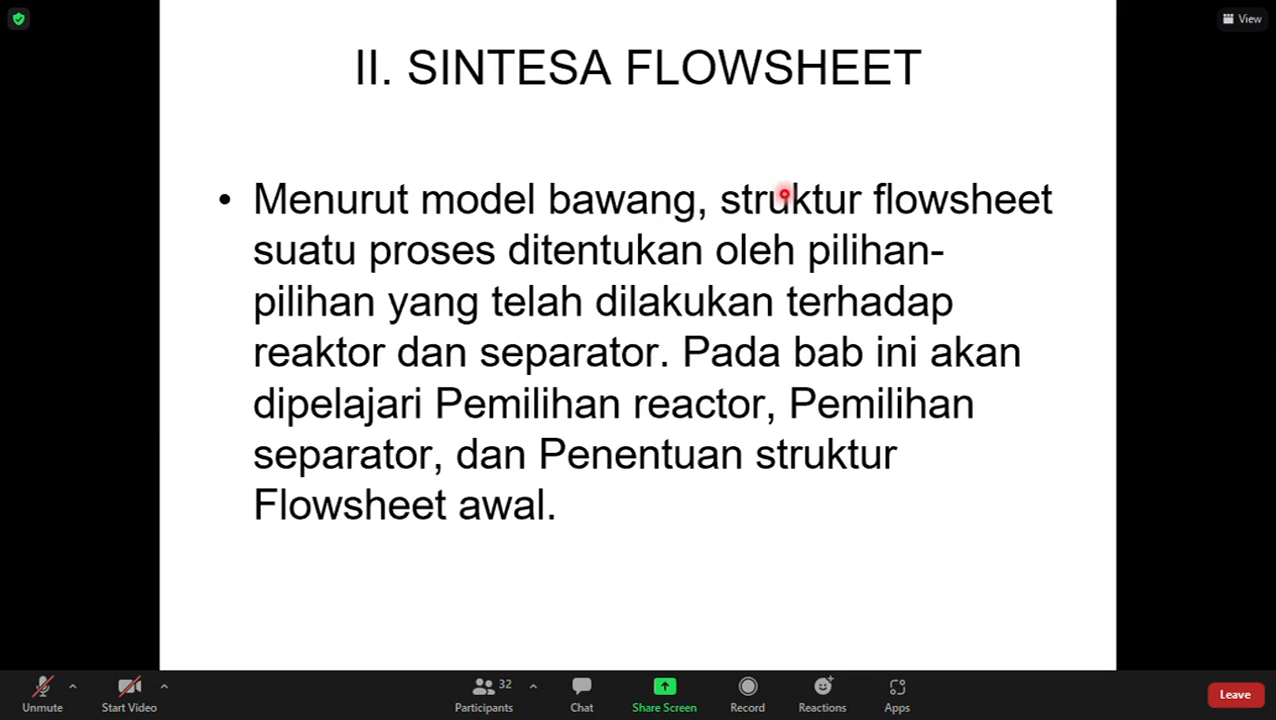 View
II. SINTESA FLOWSHEET
• Menurut model bawang, struktur flowsheet
suatu proses ditentukan oleh pilihan-
pilihan yang telah dilakukan terhadap
reaktor dan separator. Pada bab ini akan
dipelajari Pemilihan reactor, Pemilihan
separator, dan Penentuan struktur
Flowsheet awal.
32
Unmute Start Video Participants Chat Share Screen Record Reactions Apps Leave